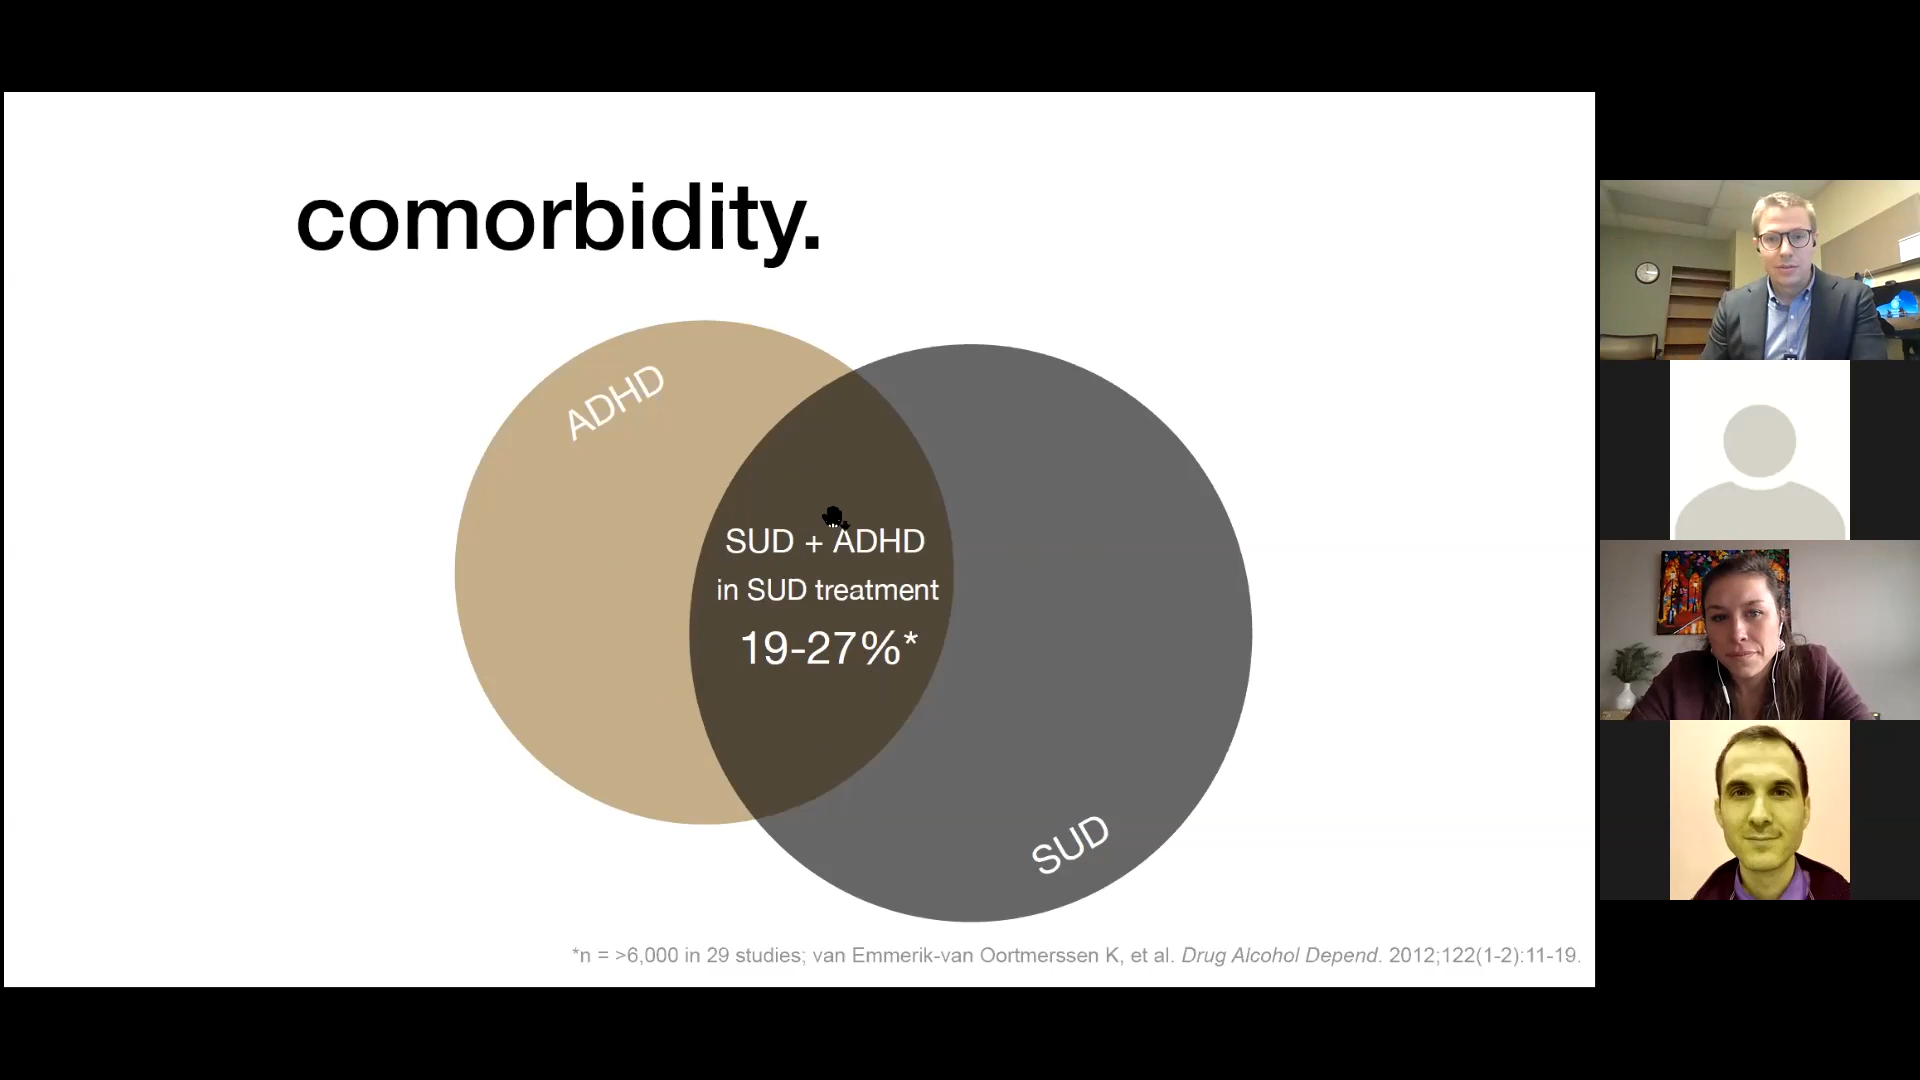 comorbidity.
ADHD
SUD + ADHD
in SUD treatment
19-27%*
SUD
*n = >6,000 in 29 studies; van Emmerik-van Oortmerssen K, et al. Drug Alcohol Depend. 2012;122(1-2):11-19.